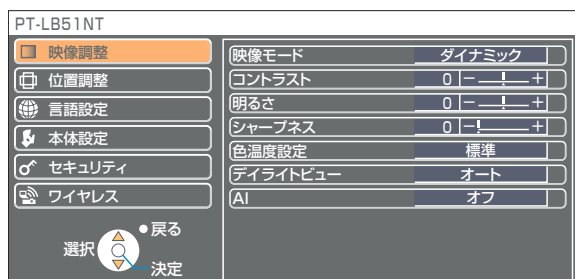 PT-LB51NT
映像調整
位置調整
言語設定
本体設定
セキュリティ
ワイヤレス
選択
戻る
決定
映像モード ダイナミック
コントラスト 0 − +
明るさ 0 − +
シャープネス 0 − +
色温度設定 標準
デイライトビュー オート
AI オフ